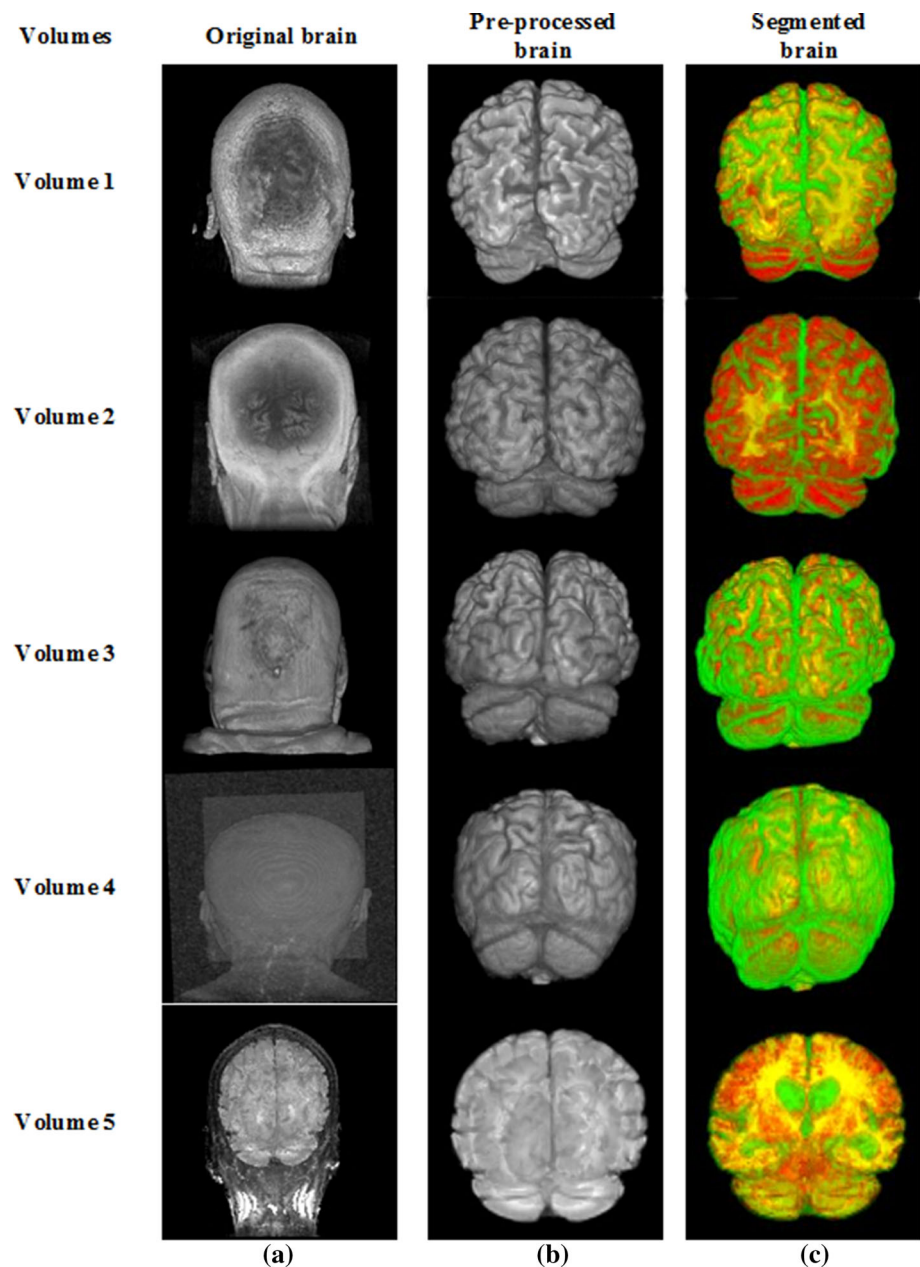 Volumes
Original brain
Pre-processed
brain
Segmented
brain
Volume 1
Volume 2
Volume 3
Volume 4
Volume 5
(a)
(b)
(c)